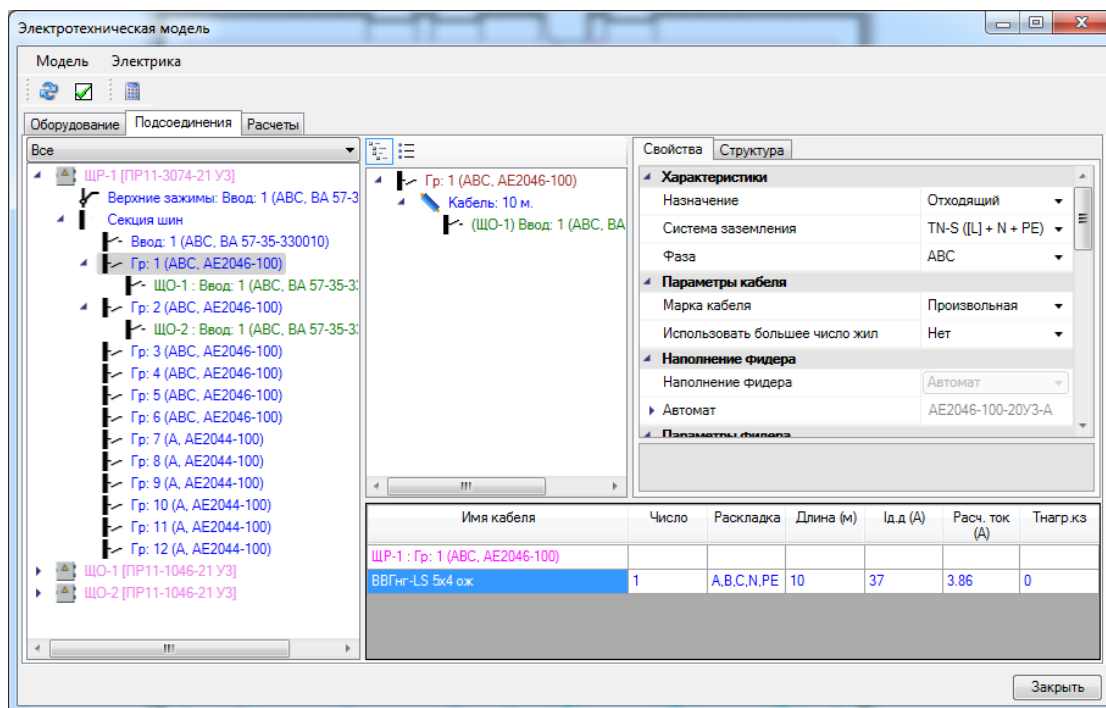 Электротехническая модель
Модель Электрика
Оборудование Подсоединения Расчеты
Все
ЩР-1 [ПР11-3074-21 У3]
Верхние зажимы: Ввод: 1 (ABC, ВА 57-3
Секция шин
Ввод: 1 (ABC, ВА 57-35-330010)
Гр: 1 (ABC, АЕ2046-100)
ЩО-1 : Ввод: 1 (ABC, ВА 57-35-3
Гр: 2 (ABC, АЕ2046-100)
ЩО-2 : Ввод: 1 (ABC, ВА 57-35-3
Гр: 3 (ABC, АЕ2046-100)
Гр: 4 (ABC, АЕ2046-100)
Гр: 5 (ABC, АЕ2046-100)
Гр: 6 (ABC, АЕ2046-100)
Гр: 7 (A, АЕ2044-100)
Гр: 8 (A, АЕ2044-100)
Гр: 9 (A, АЕ2044-100)
Гр: 10 (A, АЕ2044-100)
Гр: 11 (A, АЕ2044-100)
Гр: 12 (A, АЕ2044-100)
ЩО-1 [ПР11-1046-21 У3]
ЩО-2 [ПР11-1046-21 У3]
Гр: 1 (ABC, АЕ2046-100)
Кабель: 10 м.
(ЩО-1) Ввод: 1 (ABC, ВА
Свойства Структура
Характеристики
Назначение Отходящий
Система заземления TN-S ([L] + N + PE)
Фаза ABC
Параметры кабеля
Марка кабеля Произвольная
Использовать большее число жил Нет
Наполнение фидера
Наполнение фидера Автомат
Автомат АЕ2046-100-20У3-А
Параметры фидера
Имя кабеля Число Раскладка Длина (м) Iд.д (А) Расч. ток (А) Тнагр.кз
ЩР-1 : Гр: 1 (ABC, АЕ2046-100)
ВВГнг-LS 5x4 ож 1 A,B,C,N,PE 10 37 3.86 0
Закрыть